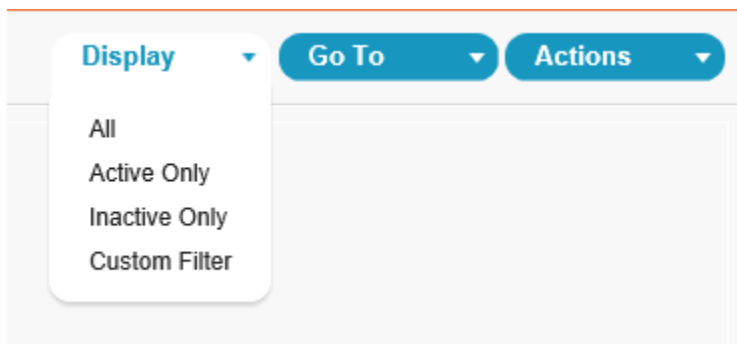 Display Go To Actions
All
Active Only
Inactive Only
Custom Filter